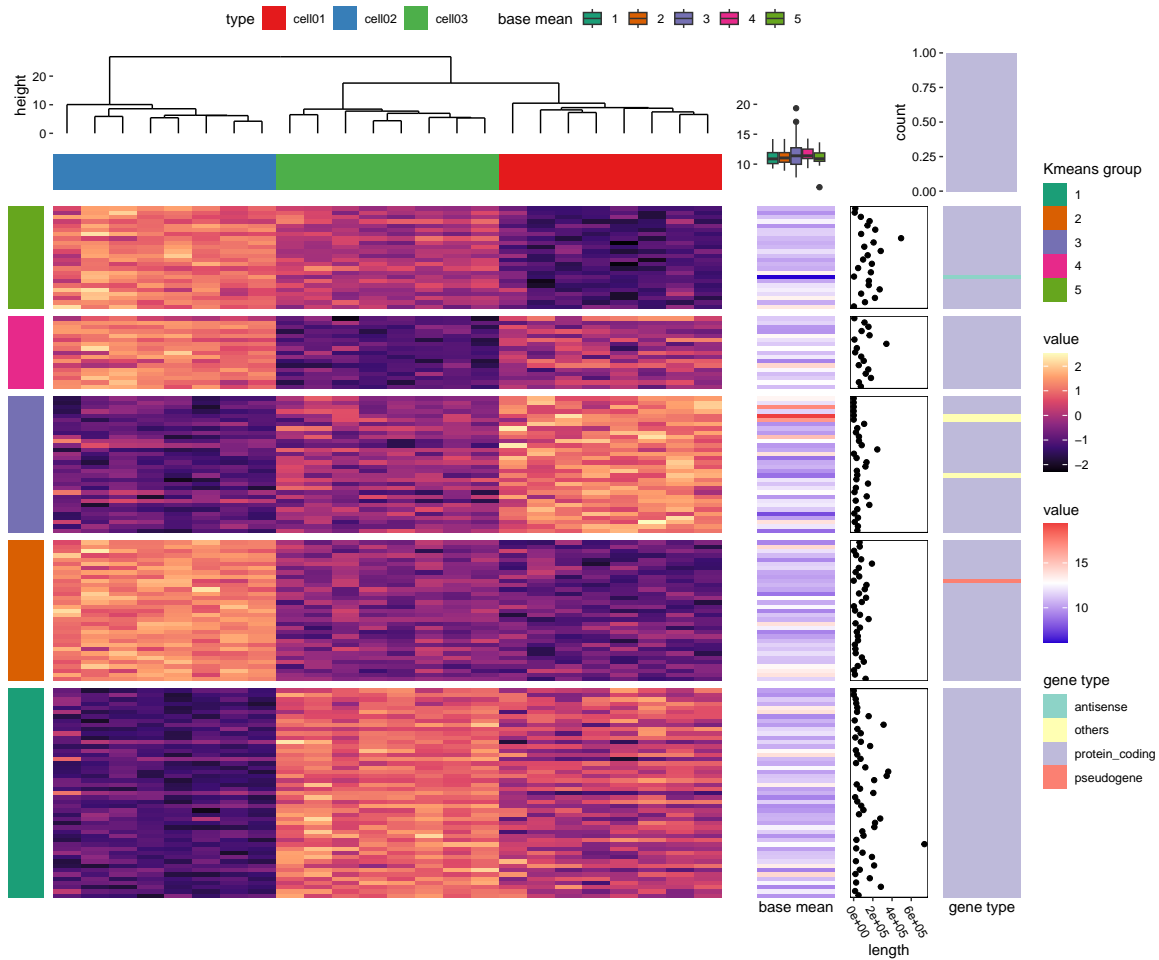 type cell01 cell02 cell03 base mean 1 2 3 4 5
height
20
10
0
20
15
10
count
1.00
0.75
0.50
0.25
0.00
Kmeans group
1
2
3
4
5
value
2
1
0
−1
−2
value
15
10
gene type
antisense
others
protein_coding
pseudogene
base mean
0e+00
2e+05
4e+05
6e+05
length
gene type